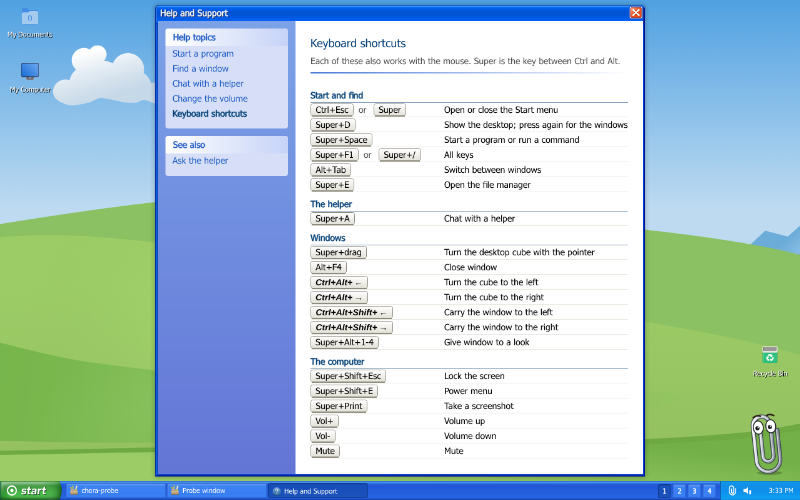 Help and Support
My Documents
My Computer
Help topics
Start a program
Find a window
Chat with a helper
Change the volume
Keyboard shortcuts
See also
Ask the helper
Keyboard shortcuts
Each of these also works with the mouse. Super is the key between Ctrl and Alt.
Start and find
Ctrl+Esc or Super Open or close the Start menu
Super+D Show the desktop; press again for the windows
Super+Space Start a program or run a command
Super+F1 or Super+/ All keys
Alt+Tab Switch between windows
Super+E Open the file manager
The helper
Super+A Chat with a helper
Windows
Super+drag Turn the desktop cube with the pointer
Alt+F4 Close window
Ctrl+Alt+ ← Turn the cube to the left
Ctrl+Alt+ → Turn the cube to the right
Ctrl+Alt+Shift+ ← Carry the window to the left
Ctrl+Alt+Shift+ → Carry the window to the right
Super+Alt+1-4 Give window to a look
The computer
Super+Shift+Esc Lock the screen
Super+Shift+E Power menu
Super+Print Take a screenshot
Vol+ Volume up
Vol- Volume down
Mute Mute
Recycle Bin
start chora-probe Probe window Help and Support 1 2 3 4 3:33 PM